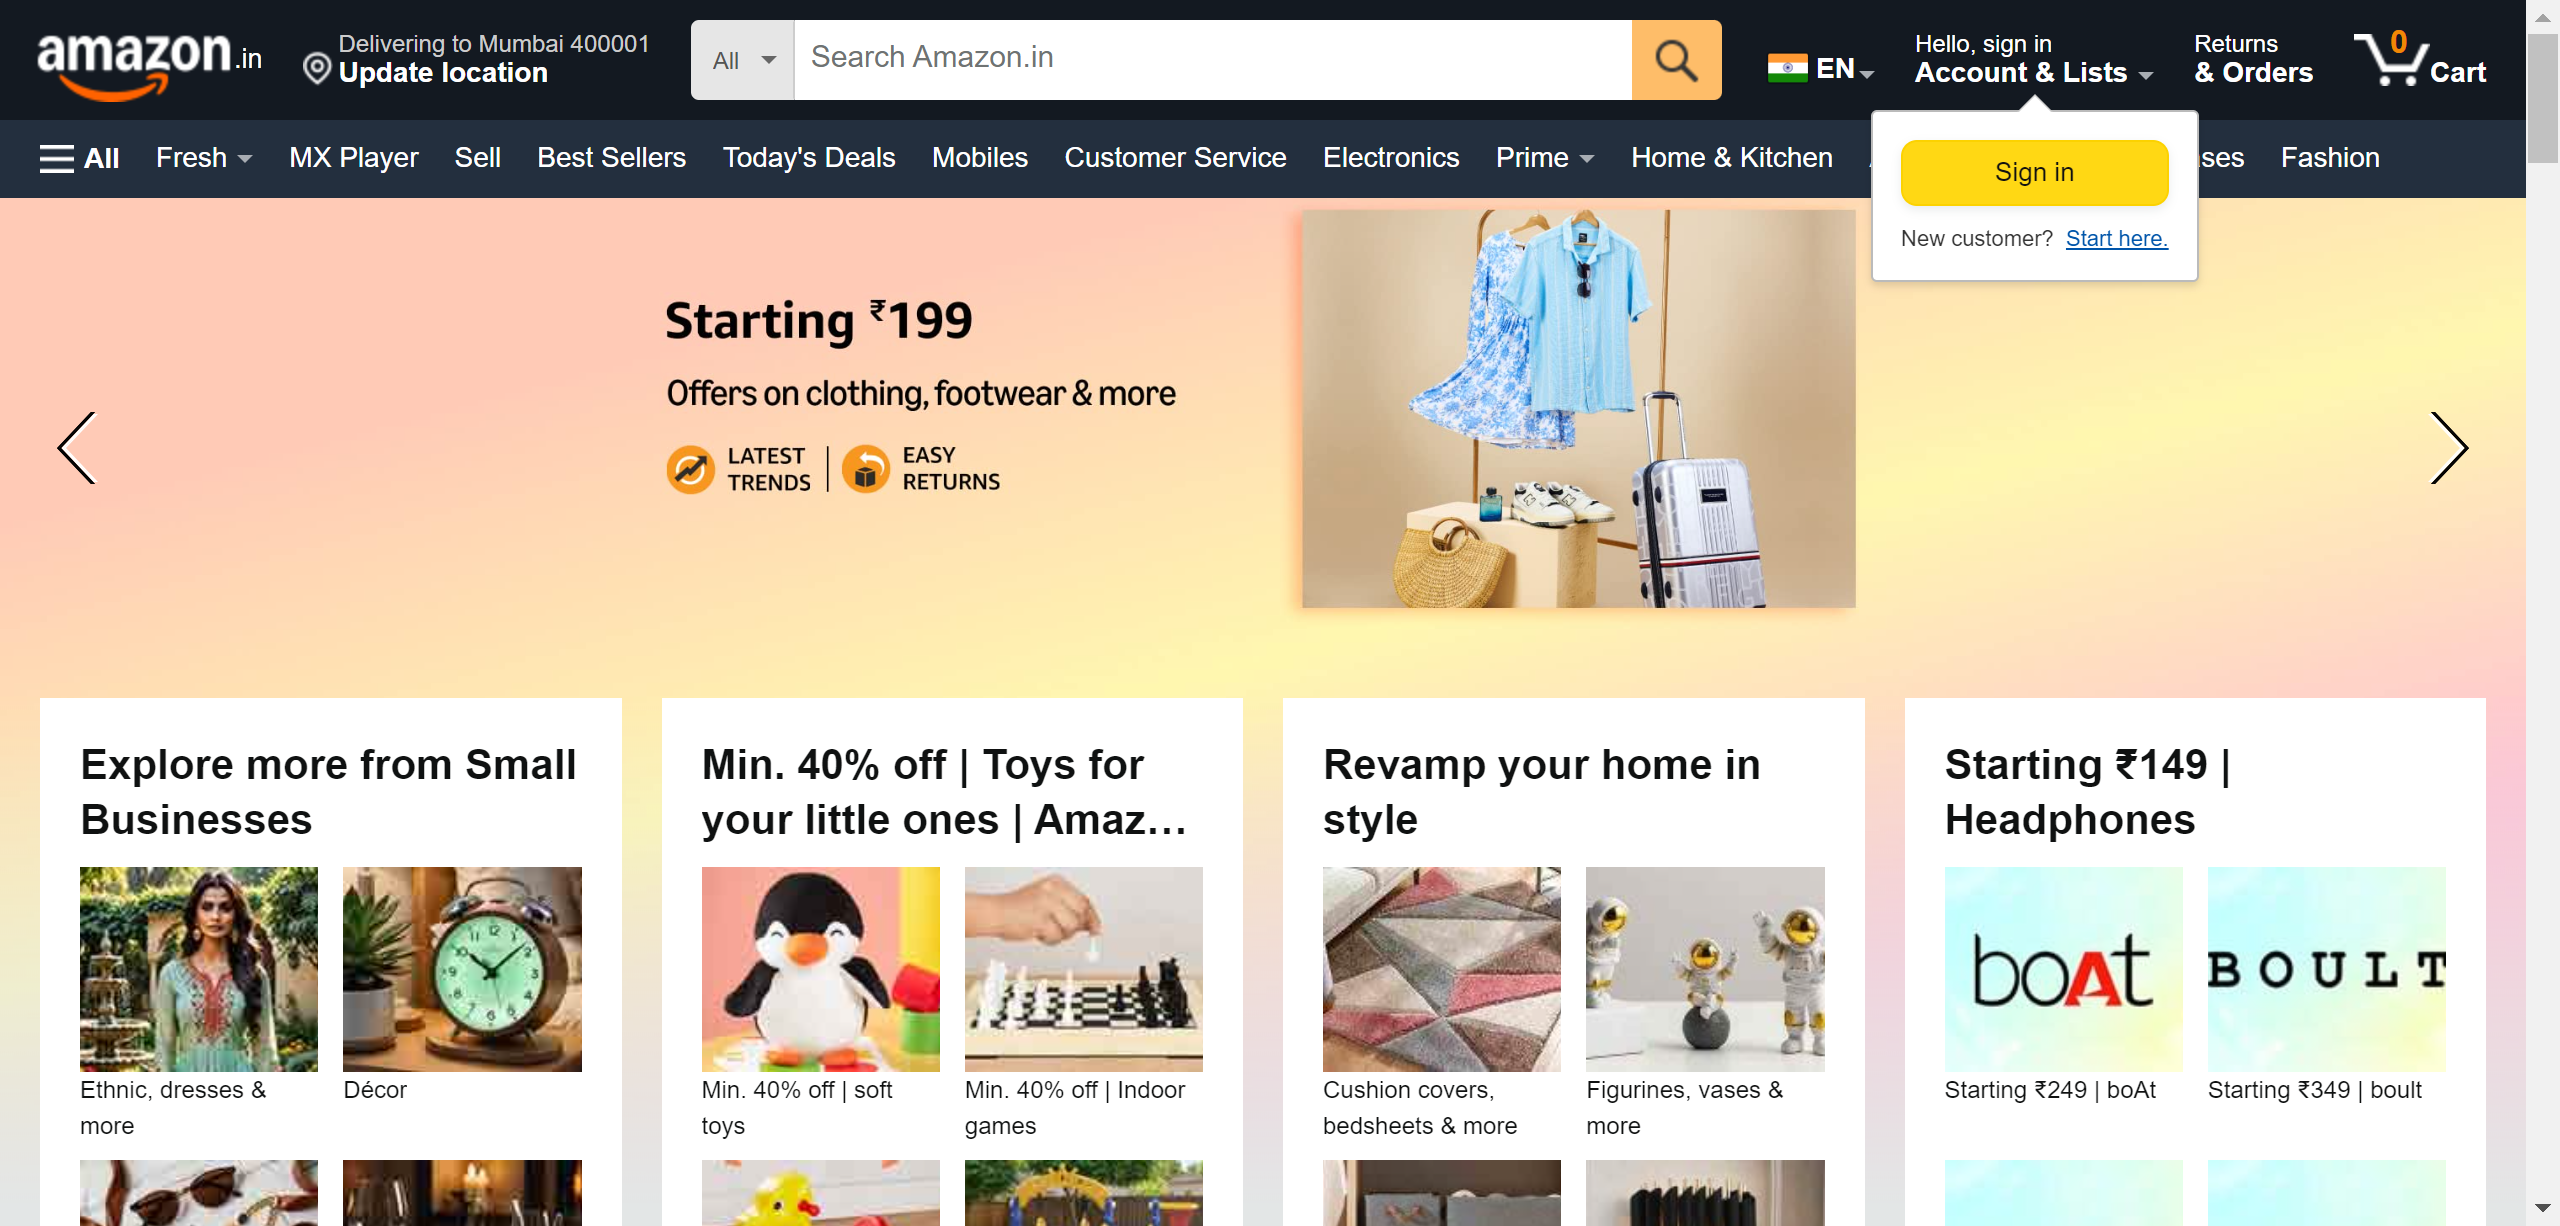 amazon.in
Delivering to Mumbai 400001
Update location
All
Search Amazon.in
EN
Hello, sign in
Account & Lists
Returns
& Orders
0
Cart
All
Fresh
MX Player
Sell
Best Sellers
Today's Deals
Mobiles
Customer Service
Electronics
Prime
Home & Kitchen
Fashion
Sign in
New customer? Start here.
Starting ₹199
Offers on clothing, footwear & more
LATEST
TRENDS
EASY
RETURNS
Explore more from Small
Businesses
Ethnic, dresses &
more
Décor
Min. 40% off | Toys for
your little ones | Amaz...
Min. 40% off | soft
toys
Min. 40% off | Indoor
games
Revamp your home in
style
Cushion covers,
bedsheets & more
Figurines, vases &
more
Starting ₹149 |
Headphones
boAt
BOULT
Starting ₹249 | boAt
Starting ₹349 | boult